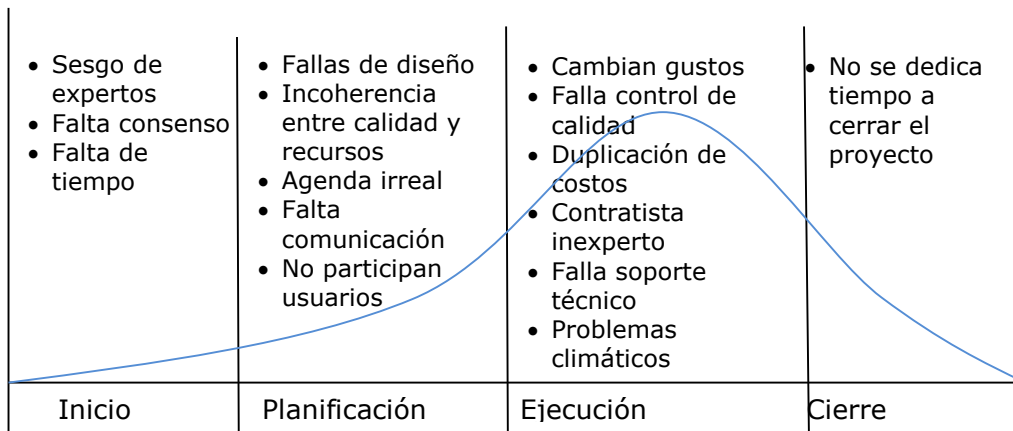 • Sesgo de
expertos
• Falta consenso
• Falta de
tiempo
• Fallas de diseño
• Incoherencia
entre calidad y
recursos
• Agenda irreal
• Falta
comunicación
• No participan
usuarios
• Cambian gustos
• Falla control de
calidad
• Duplicación de
costos
• Contratista
inexperto
• Falla soporte
técnico
• Problemas
climáticos
• No se dedica
tiempo a
cerrar el
proyecto
Inicio
Planificación
Ejecución
Cierre